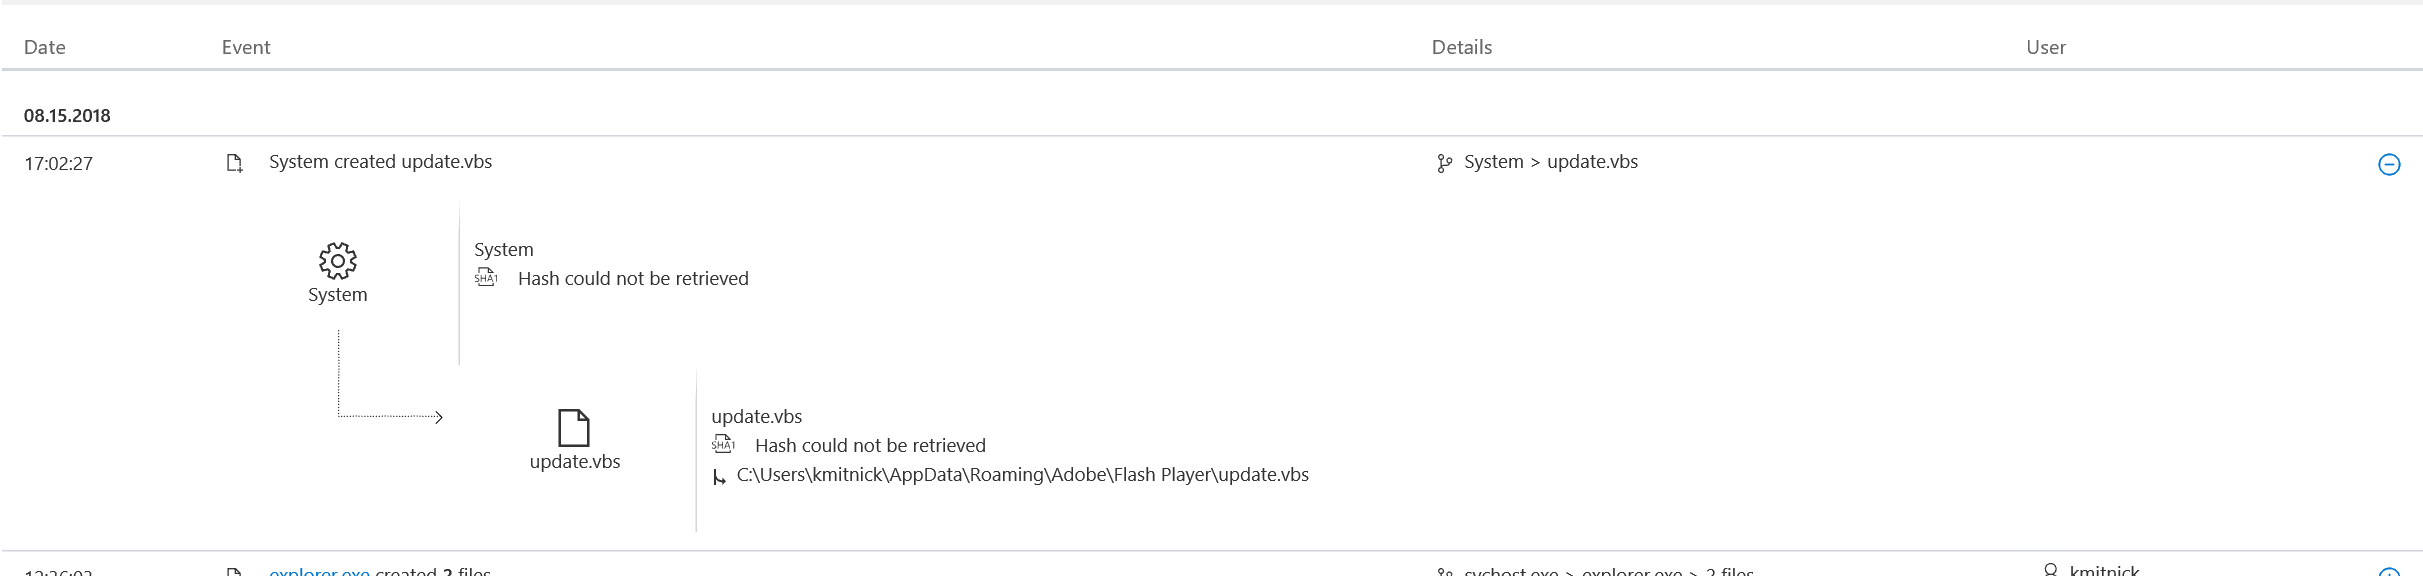 Date Event Details User
08.15.2018
17:02:27 System created update.vbs System > update.vbs
System
SHA1 Hash could not be retrieved
System
update.vbs
SHA1 Hash could not be retrieved
update.vbs
C:\Users\kmitnick\AppData\Roaming\Adobe\Flash Player\update.vbs
explorer.exe created 2 files svchost.exe > explorer.exe > 2 files kmitnick